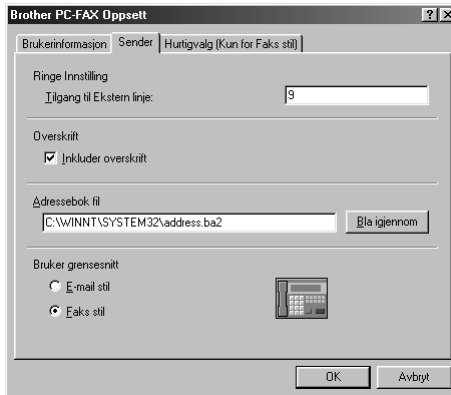 Brother PC-FAX Oppsett
Brukerinformasjon Sender Hurtigvalg (Kun for Faks stil)
Ringe Innstilling
Tilgang til Ekstern linje: 9
Overskrift
Inkluder overskrift
Adressebok fil
C:\WINNT\SYSTEM32\address.ba2 Bla igjennom
Bruker grensesnitt
E-mail stil
Faks stil
OK Avbryt